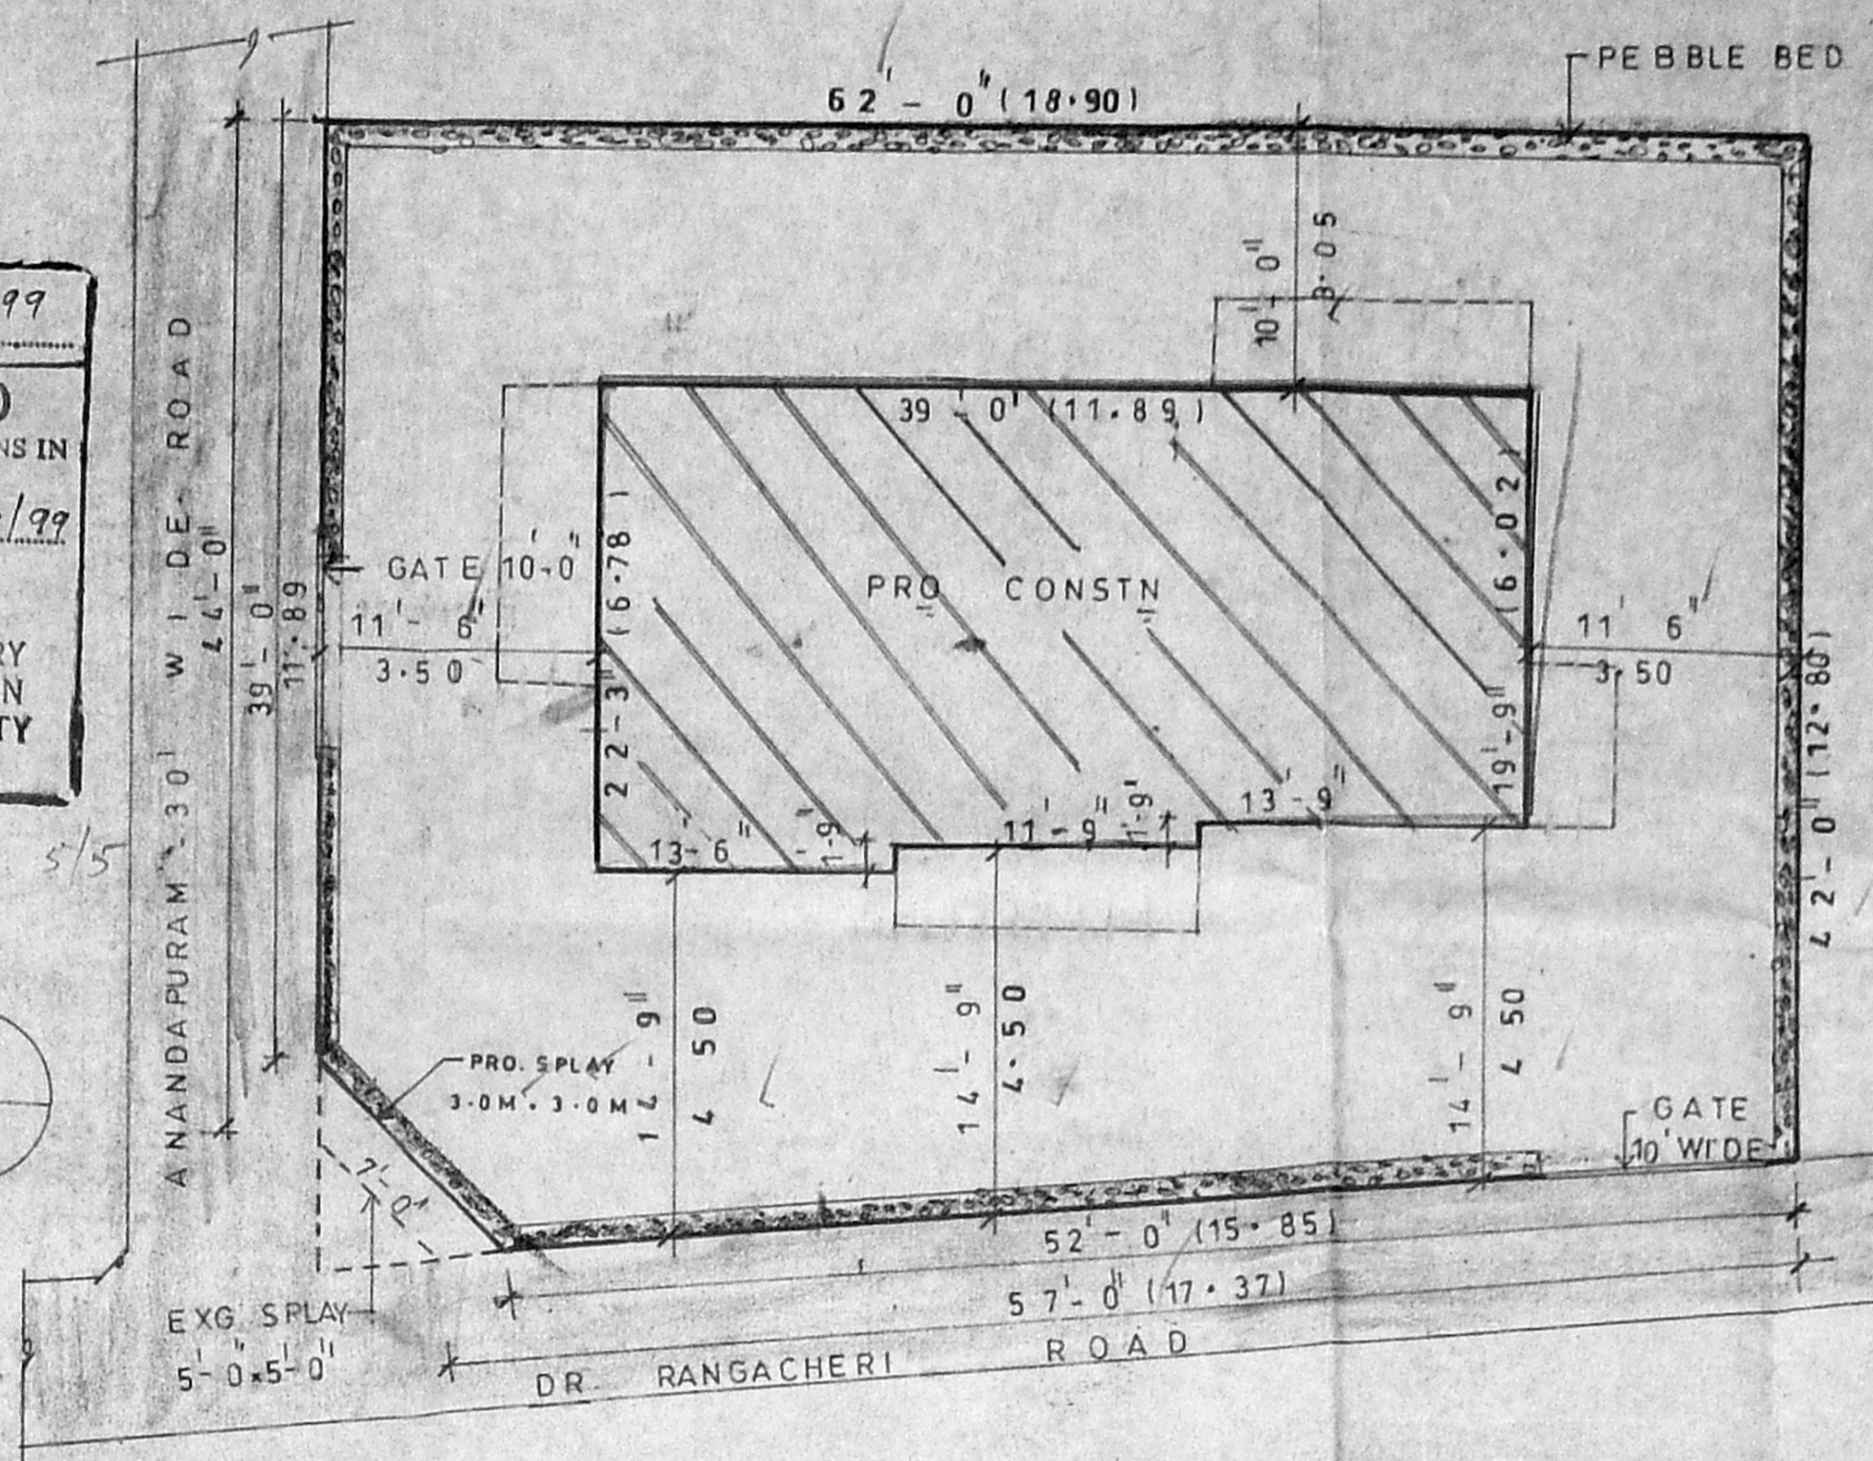 PEBBLE BED
62'-0" (18.90)
99
10'-0"
3.05
39'-0" (11.89)
NS IN
/99
(6.02)
19'-9"
22-3" (6.78)
GATE 10'-0"
PRO CONSTN
11'-6"
3.50
11' 6"
3.50
ANANDAPURAM - 30' WIDE ROAD
44'-0"
39'-0"
11.89
42'-0" (12.80)
RY
N
TY
5/5
13'-6"
1-9'
11'-9"
1-9'
13'-9"
14'-9"
4 50
14'-9"
4.50
14'-9"
4 50
PRO. SPLAY
3.0M. 3.0M
GATE
10' WIDE
52'-0" (15.85)
57'-0" (17.37)
EXG SPLAY
5'-0"x5'-0"
DR. RANGACHERI ROAD